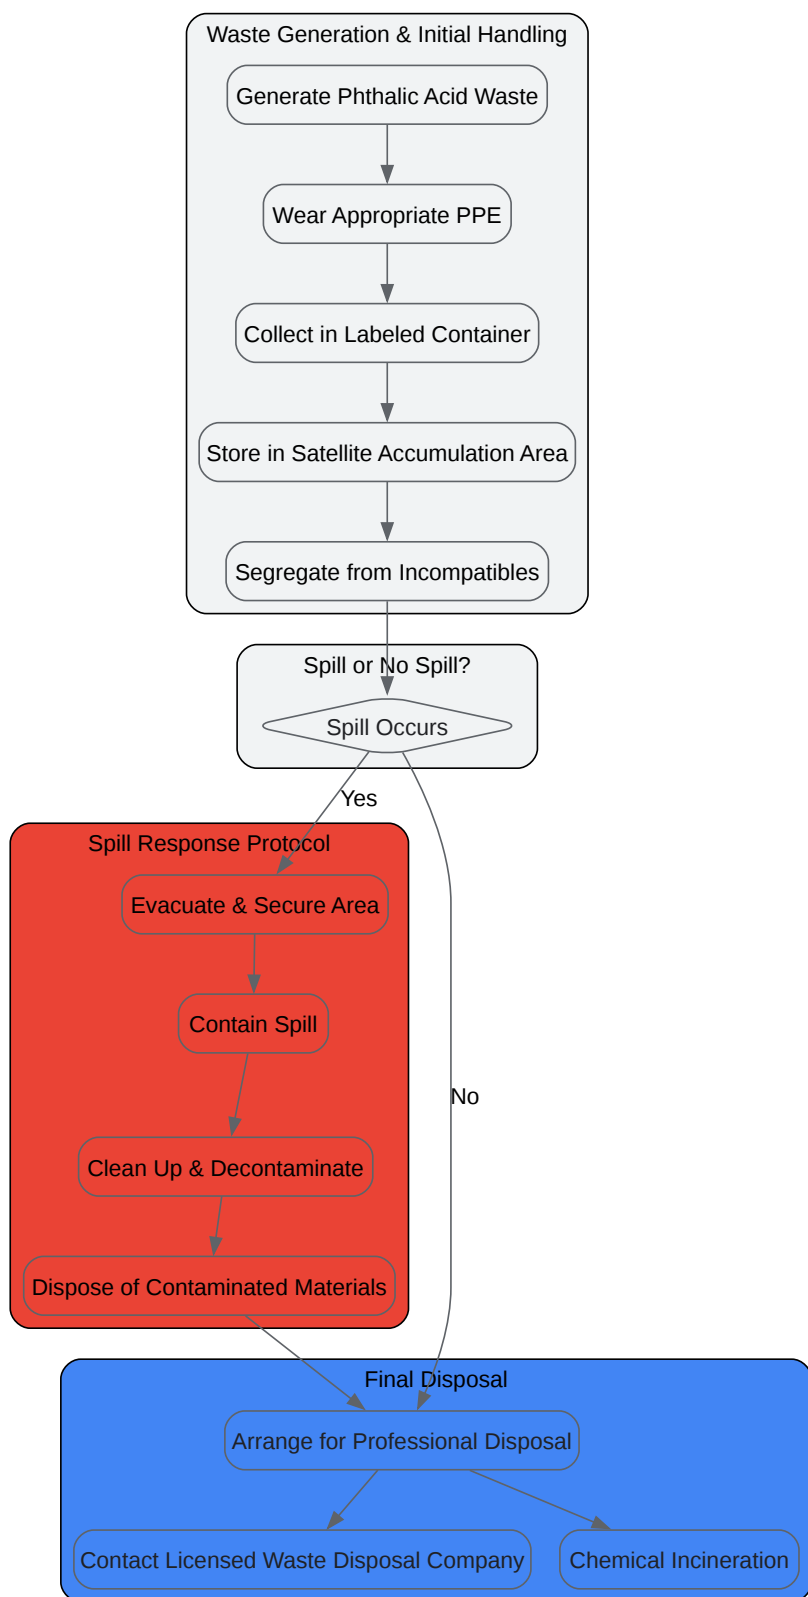 Waste Generation & Initial Handling
Generate Phthalic Acid Waste
Wear Appropriate PPE
Collect in Labeled Container
Store in Satellite Accumulation Area
Segregate from Incompatibles
Spill or No Spill?
Spill Occurs
Yes
Spill Response Protocol
Evacuate & Secure Area
Contain Spill
No
Clean Up & Decontaminate
Dispose of Contaminated Materials
Final Disposal
Arrange for Professional Disposal
Contact Licensed Waste Disposal Company
Chemical Incineration